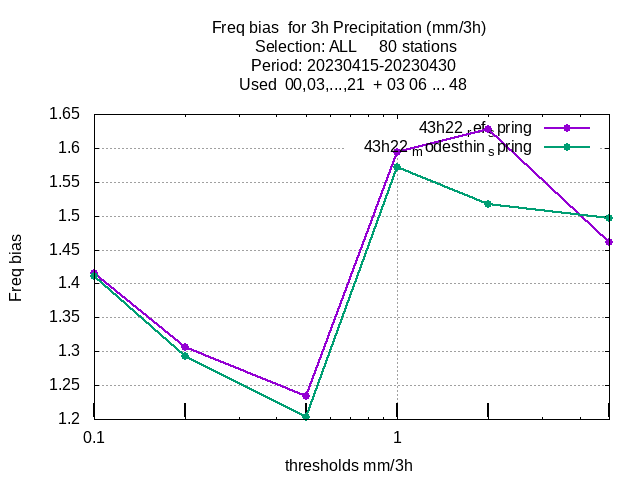 Freq bias  for 3h Precipitation (mm/3h)
Selection: ALL     80 stations
Period: 20230415-20230430
Used  00,03,...,21  + 03 06 ... 48
1.65
1.6
1.55
1.5
1.45
1.4
1.35
1.3
1.25
1.2
Freq bias
43h22_ref_spring
43h22_modesthin_spring
0.1
1
thresholds mm/3h